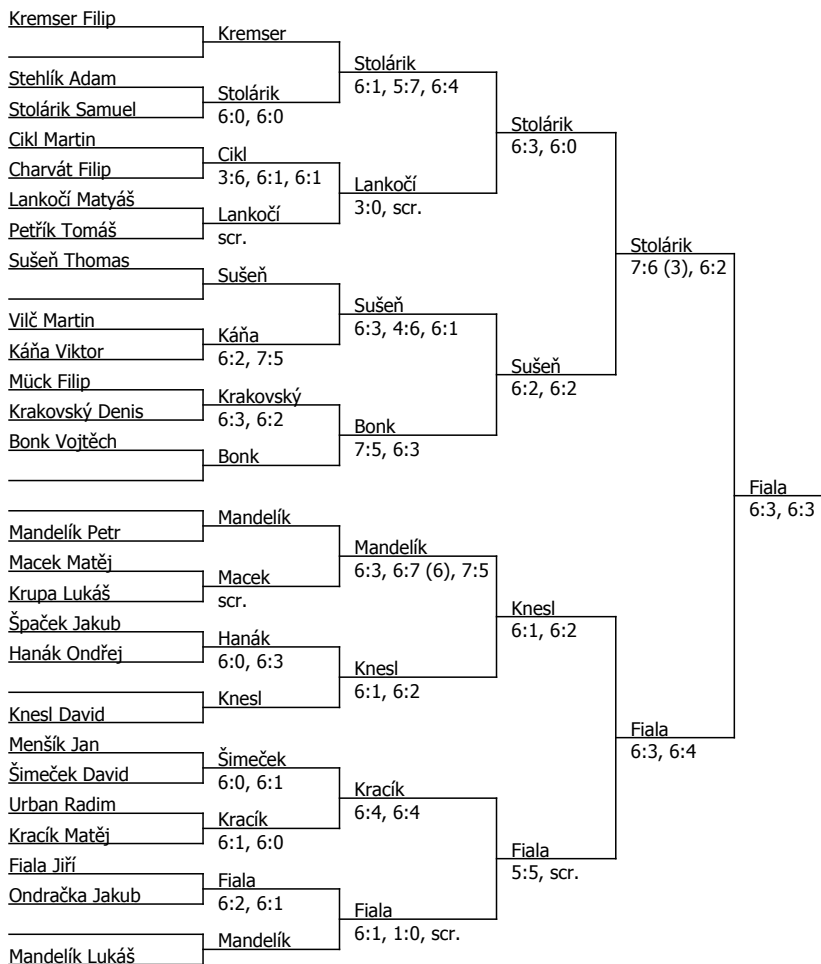 Kremser Filip
Kremser
Stolárik
6:1, 5:7, 6:4
Stehlík Adam
Stolárik Samuel
Stolárik
6:0, 6:0
Stolárik
6:3, 6:0
Cikl Martin
Charvát Filip
Cikl
3:6, 6:1, 6:1
Lankočí
3:0, scr.
Lankočí Matyáš
Petřík Tomáš
Lankočí
scr.
Stolárik
7:6 (3), 6:2
Sušeň Thomas
Sušeň
Sušeň
6:3, 4:6, 6:1
Vilč Martin
Káňa Viktor
Káňa
6:2, 7:5
Sušeň
6:2, 6:2
Mück Filip
Krakovský Denis
Krakovský
6:3, 6:2
Bonk
7:5, 6:3
Bonk Vojtěch
Bonk
Fiala
6:3, 6:3
Mandelík Petr
Mandelík
Mandelík
6:3, 6:7 (6), 7:5
Macek Matěj
Krupa Lukáš
Macek
scr.
Knesl
6:1, 6:2
Špaček Jakub
Hanák Ondřej
Hanák
6:0, 6:3
Knesl
6:1, 6:2
Knesl David
Knesl
Fiala
6:3, 6:4
Menšík Jan
Šimeček David
Šimeček
6:0, 6:1
Kracík
6:4, 6:4
Urban Radim
Kracík Matěj
Kracík
6:1, 6:0
Fiala
5:5, scr.
Fiala Jiří
Ondračka Jakub
Fiala
6:2, 6:1
Fiala
6:1, 1:0, scr.
Mandelík
Mandelík Lukáš